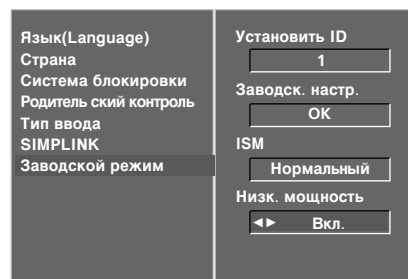 Язык(Language)
Страна
Система блокировки
Родитель ский контроль
Тип ввода
SIMPLINK
Заводской режим
Установить ID
1
Заводск. настр.
ОК
ISM
Нормальный
Низк. мощность
◄► Вкл.